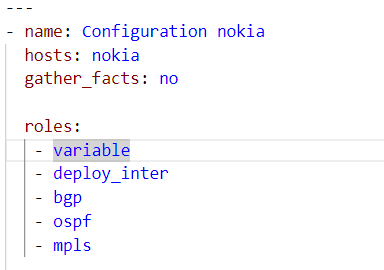 ---
- name: Configuration nokia
  hosts: nokia
  gather_facts: no

  roles:
    - variable
    - deploy_inter
    - bgp
    - ospf
    - mpls